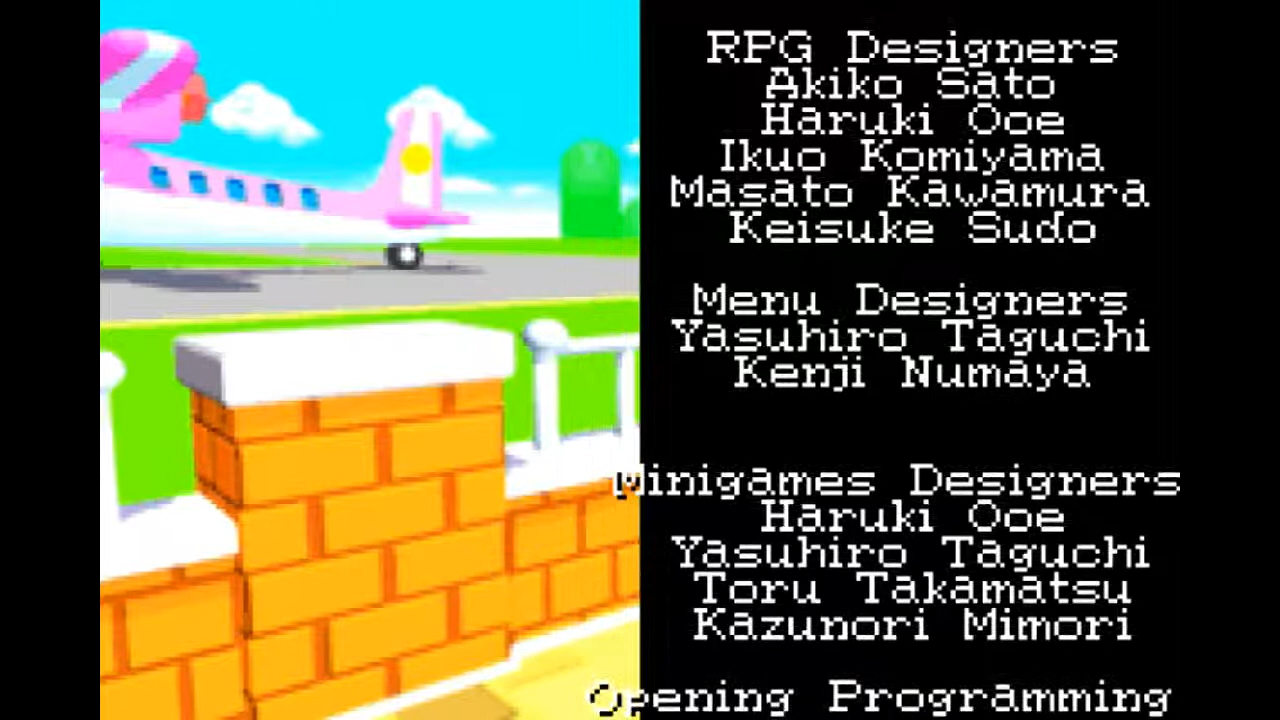 RPG Designers
Akiko Sato
Haruki Ooe
Ikuo Komiyama
Masato Kawamura
Keisuke Sudo
Menu Designers
Yasuhiro Taguchi
Kenji Numaya
Minigames Designers
Haruki Ooe
Yasuhiro Taguchi
Toru Takamatsu
Kazunori Mimori
Opening Programming